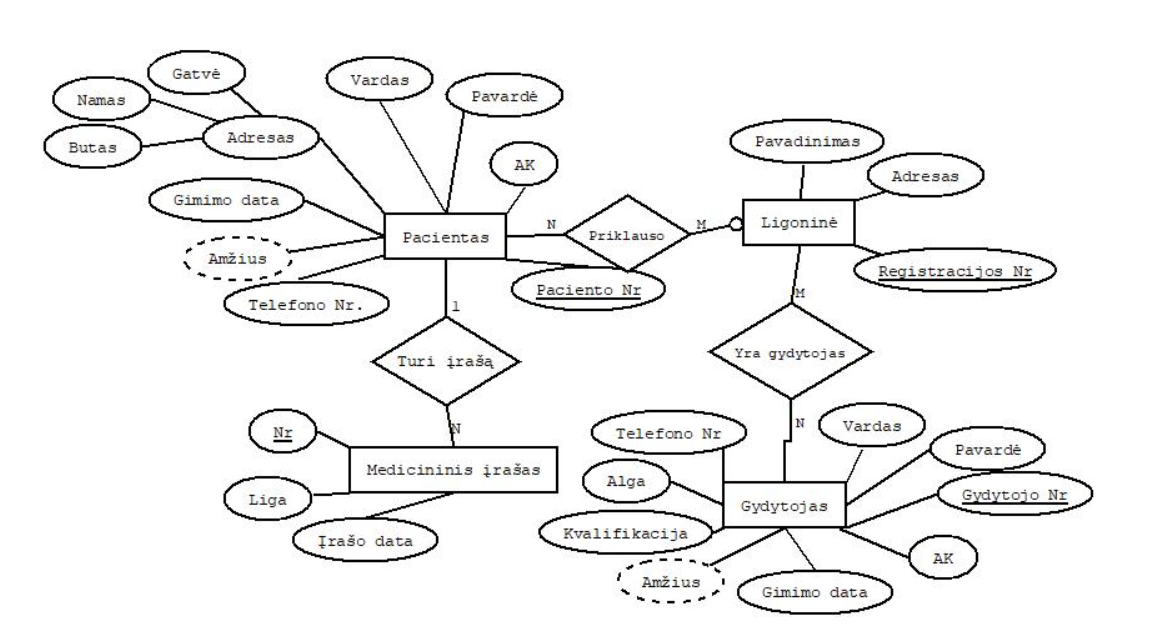 Gatvė
Vardas
Pavardė
Namas
Adresas
Butas
AK
Pavadinimas
Adresas
Gimimo data
Pacientas
N
Priklauso
M
Ligoninė
Amžius
Telefono Nr.
Paciento Nr
Registracijos Nr
1
M
Turi įrašą
Yra gydytojas
N
N
Nr
Medicininis įrašas
Liga
Įrašo data
Telefono Nr
Vardas
Pavardė
Alga
Gydytojas
Gydytojo Nr
Kvalifikacija
AK
Amžius
Gimimo data